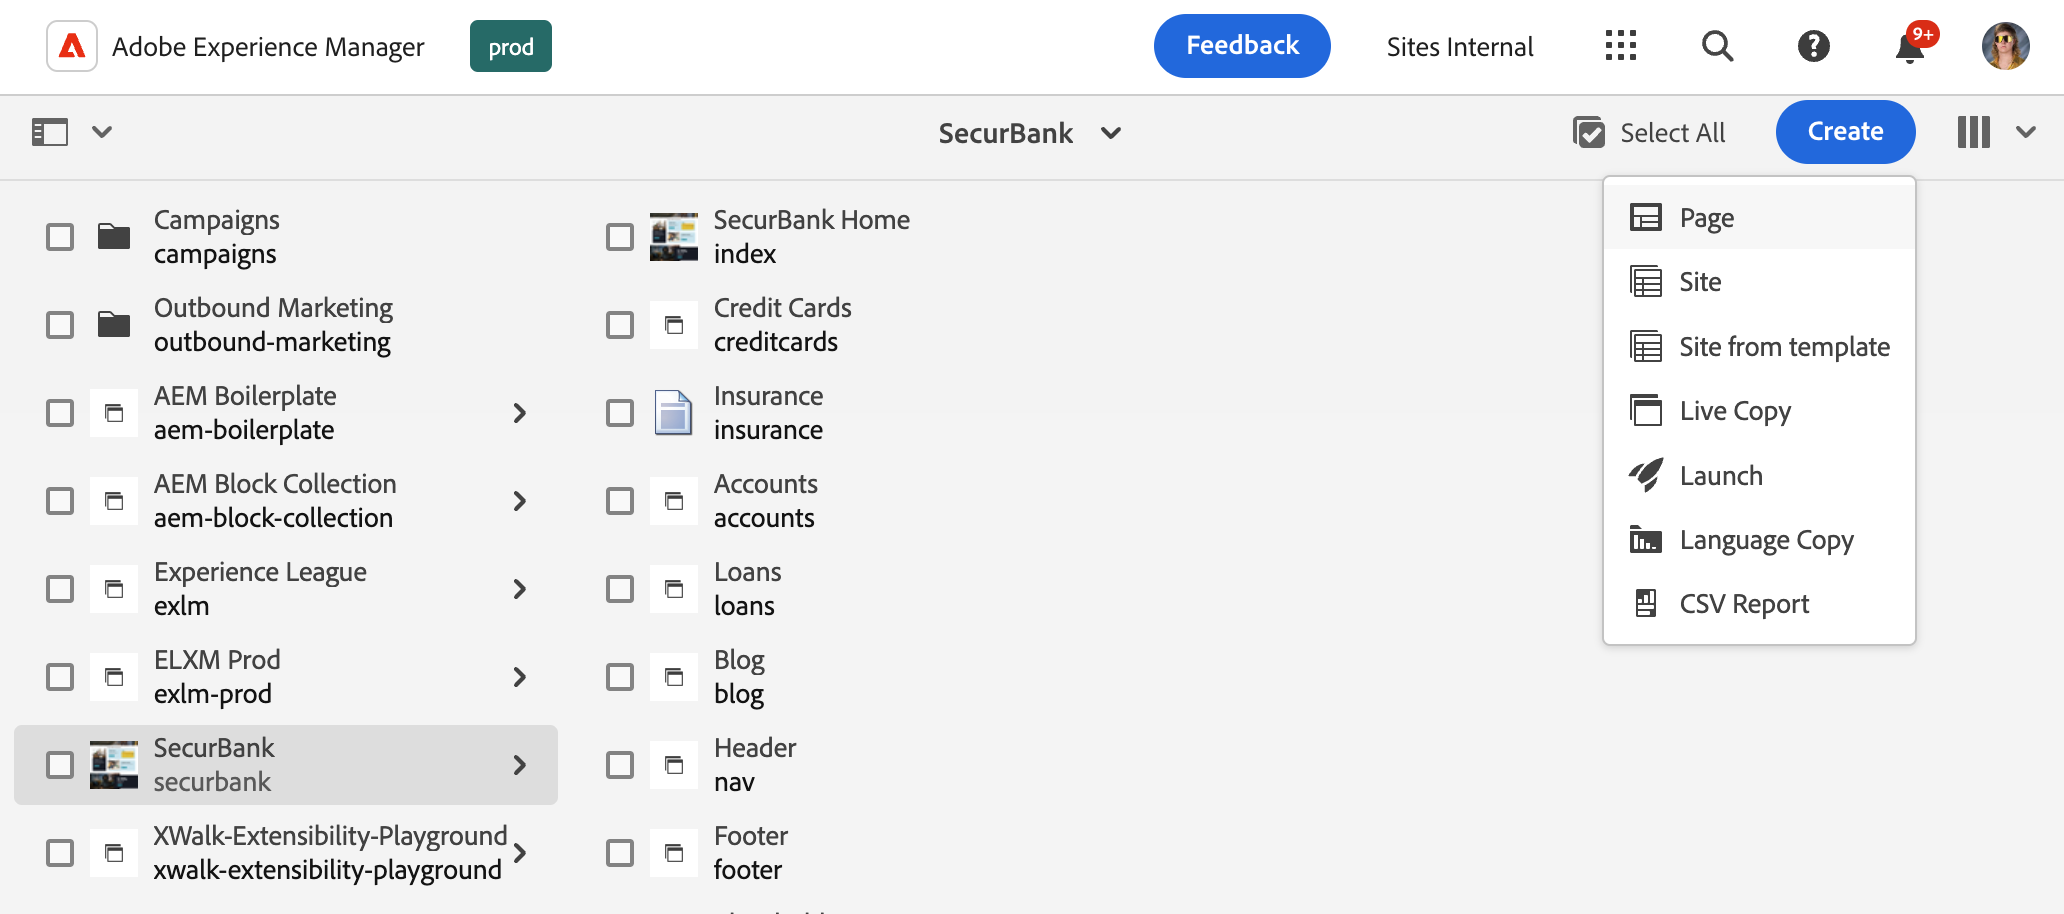 Adobe Experience Manager
prod
Feedback
Sites Internal
9+
SecurBank
Select All
Create
Campaigns
campaigns
Outbound Marketing
outbound-marketing
AEM Boilerplate
aem-boilerplate
AEM Block Collection
aem-block-collection
Experience League
exlm
ELXM Prod
exlm-prod
SecurBank
securbank
XWalk-Extensibility-Playground
xwalk-extensibility-playground
SecurBank Home
index
Credit Cards
creditcards
Insurance
insurance
Accounts
accounts
Loans
loans
Blog
blog
Header
nav
Footer
footer
Page
Site
Site from template
Live Copy
Launch
Language Copy
CSV Report